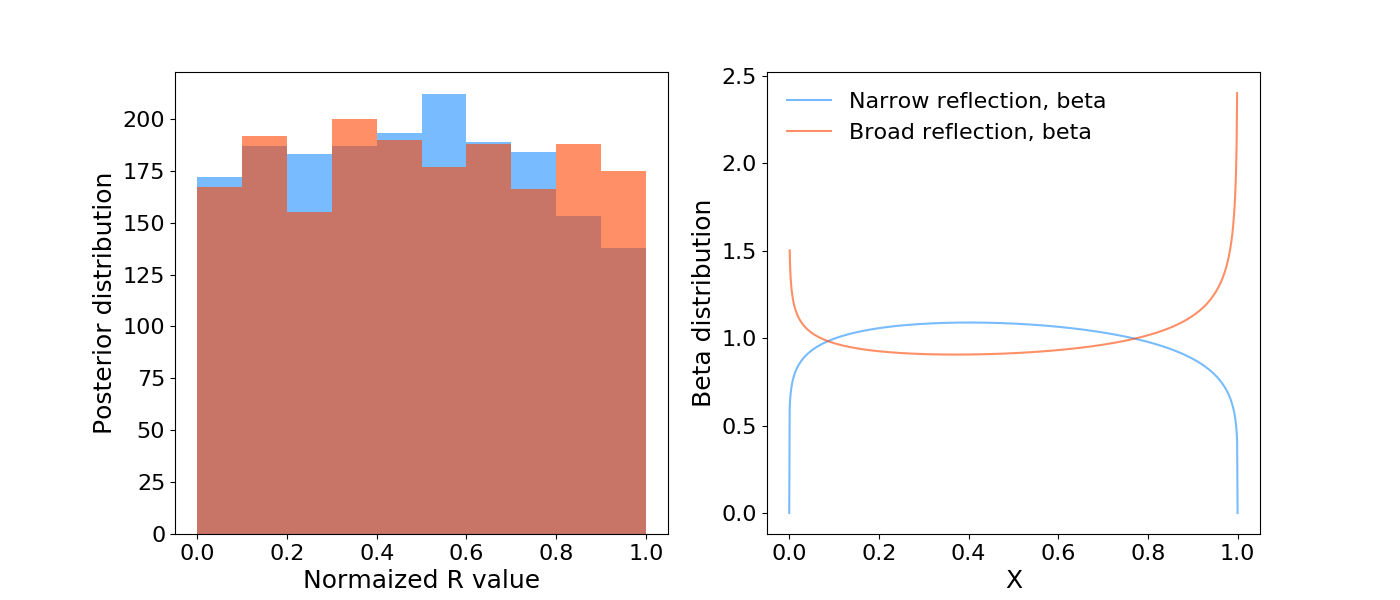 Posterior distribution
200
175
150
125
100
75
50
25
0
0.0 0.2 0.4 0.6 0.8 1.0
Normaized R value
Beta distribution
2.5
2.0
1.5
1.0
0.5
0.0
Narrow reflection, beta
Broad reflection, beta
0.0 0.2 0.4 0.6 0.8 1.0
X